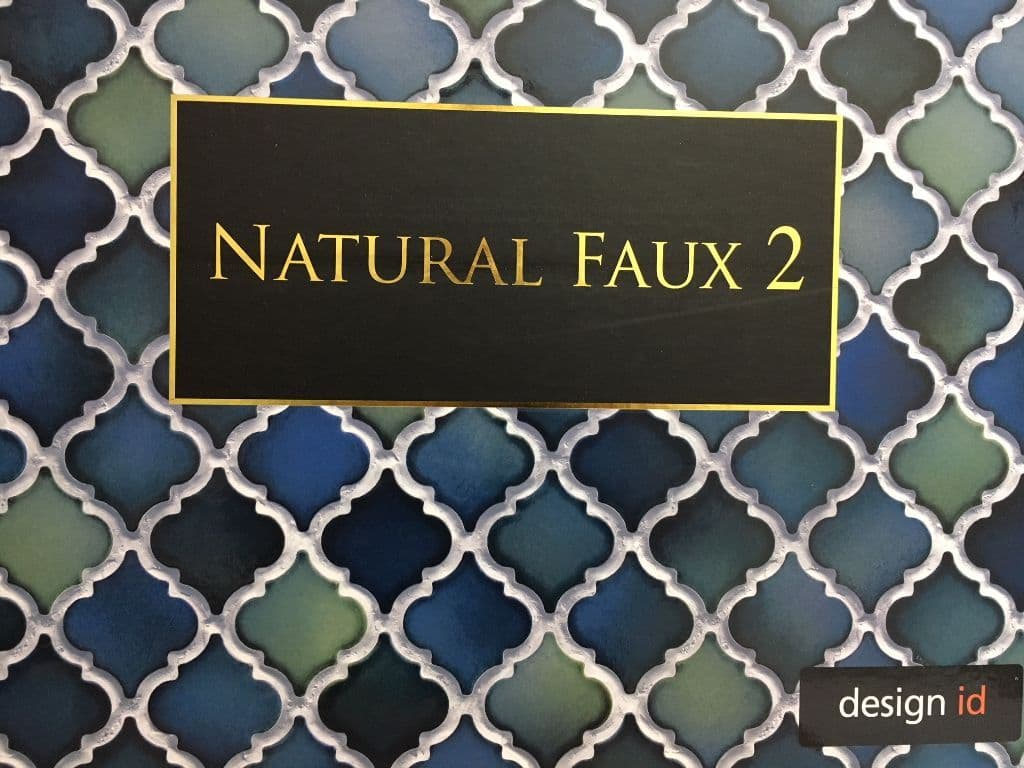 Natural Faux 2
design id